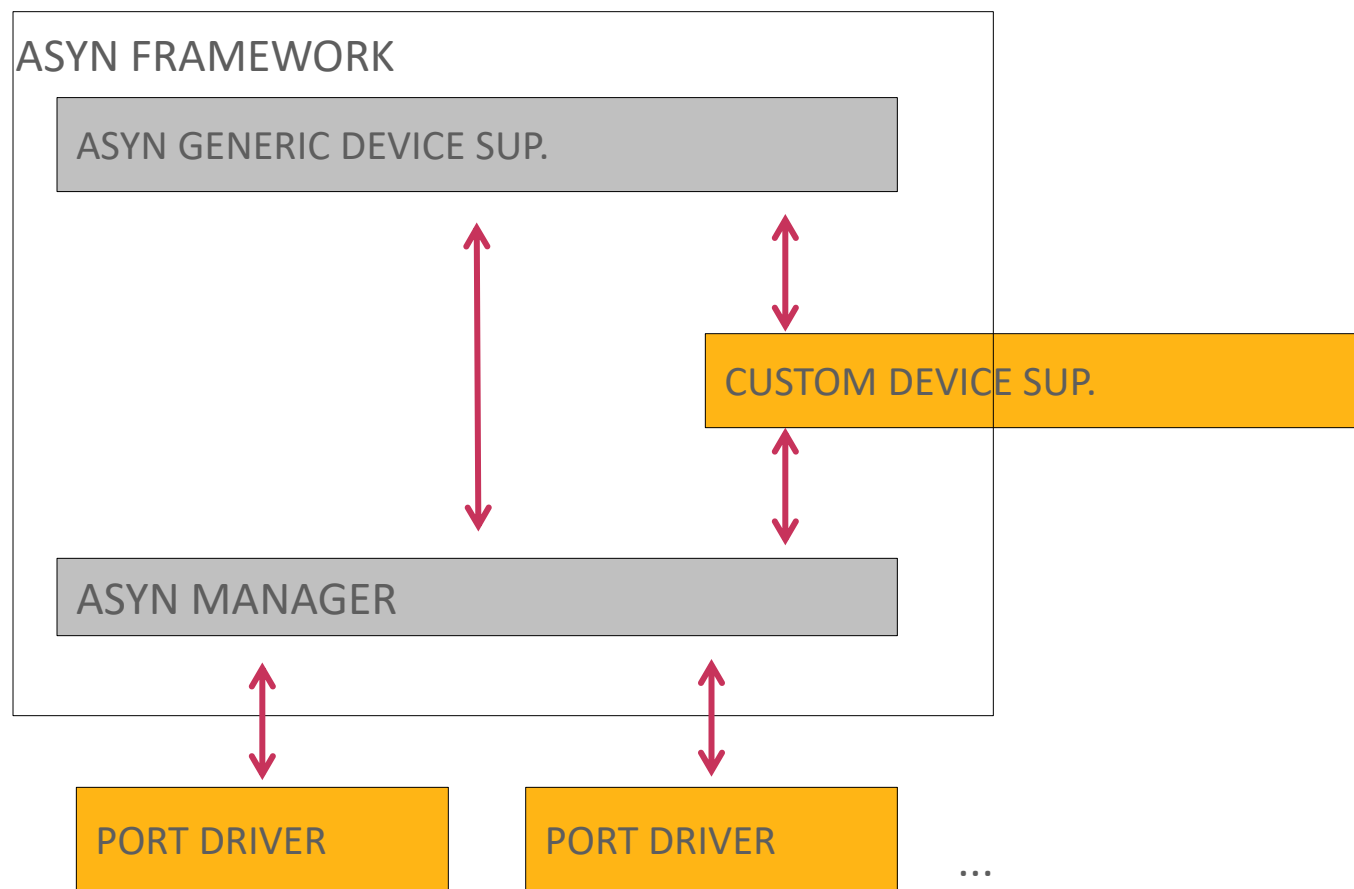 ASYN FRAMEWORK
ASYN GENERIC DEVICE SUP.
CUSTOM DEVICE SUP.
ASYN MANAGER
PORT DRIVER
PORT DRIVER
...